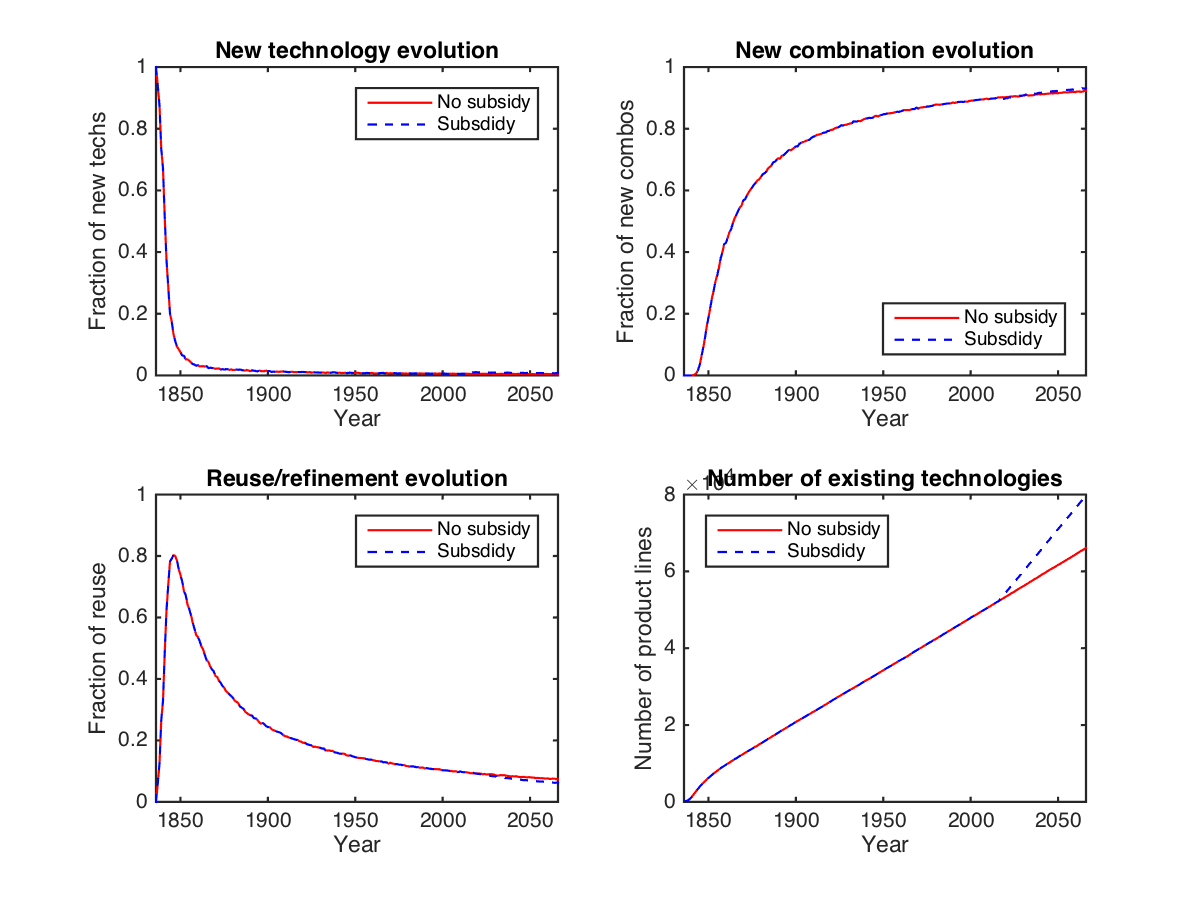 New technology evolution
1
0.8
0.6
0.4
0.2
0
Fraction of new techs
No subsidy
Subsdidy
1850 1900 1950 2000 2050
Year
New combination evolution
1
0.8
0.6
0.4
0.2
0
Fraction of new combos
No subsidy
Subsdidy
1850 1900 1950 2000 2050
Year
Reuse/refinement evolution
1
0.8
0.6
0.4
0.2
0
Fraction of reuse
No subsidy
Subsdidy
1850 1900 1950 2000 2050
Year
Number of existing technologies
×10⁴
8
6
4
2
0
Number of product lines
No subsidy
Subsdidy
1850 1900 1950 2000 2050
Year